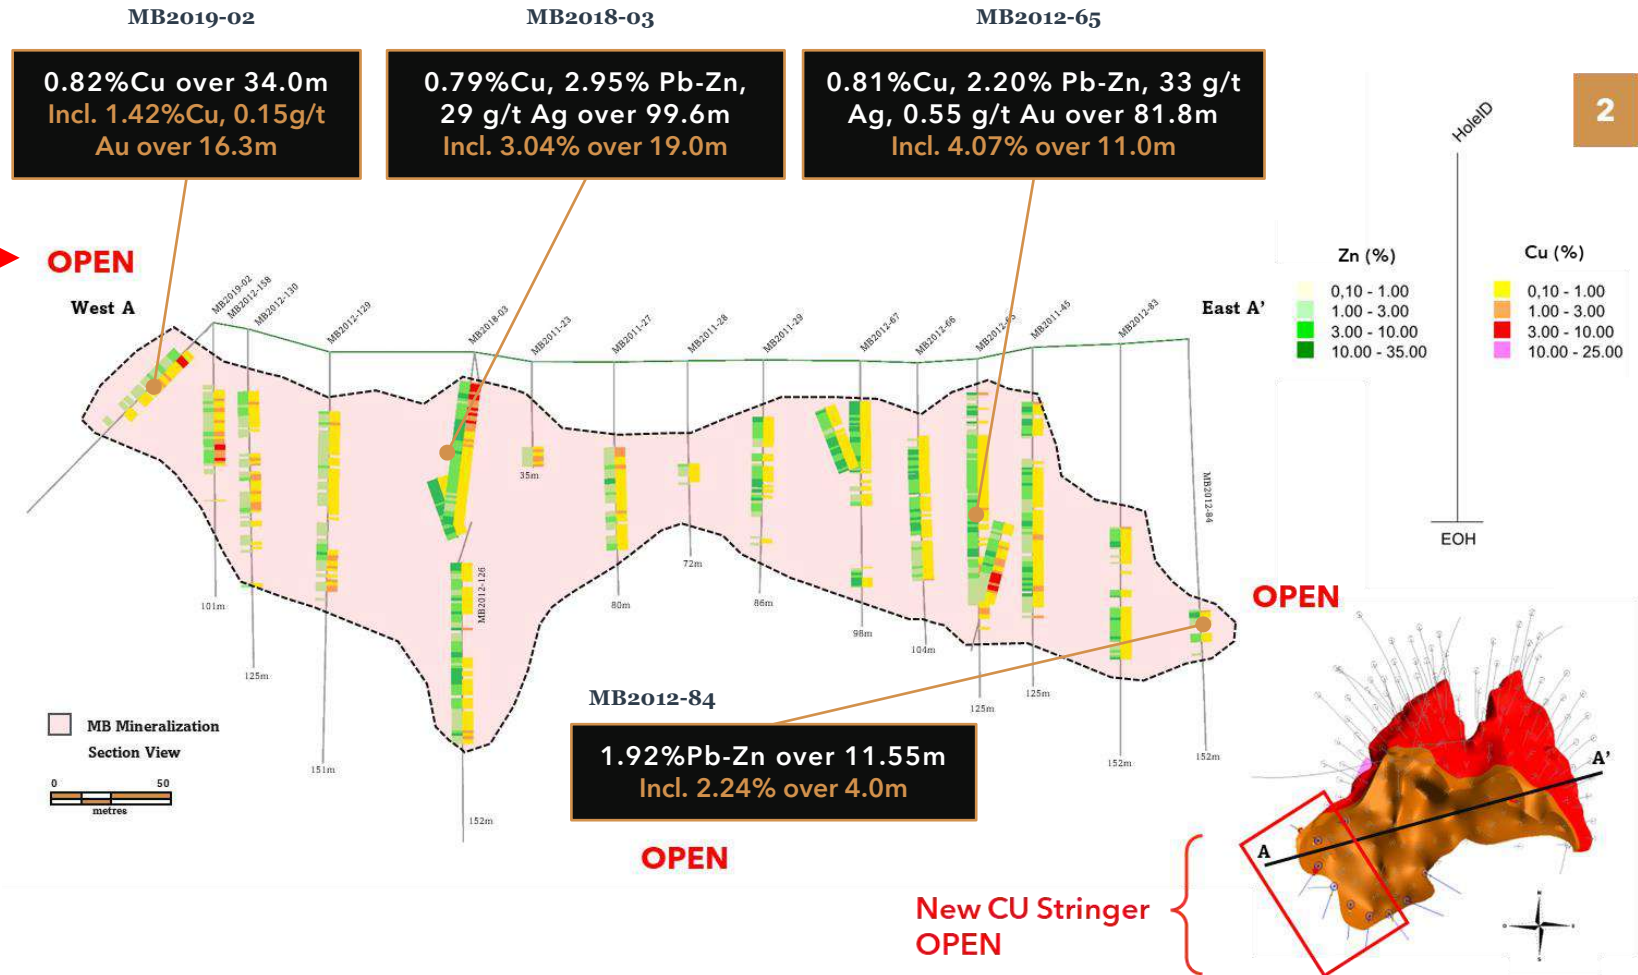 MB2019-02
MB2018-03
MB2012-65
0.82%Cu over 34.0m
Incl. 1.42%Cu, 0.15g/t
Au over 16.3m
0.79%Cu, 2.95% Pb-Zn,
29 g/t Ag over 99.6m
Incl. 3.04% over 19.0m
0.81%Cu, 2.20% Pb-Zn, 33 g/t
Ag, 0.55 g/t Au over 81.8m
Incl. 4.07% over 11.0m
2
HoleID
EOH
Zn (%)
0,10 - 1.00
1.00 - 3.00
3.00 - 10.00
10.00 - 35.00
Cu (%)
0,10 - 1.00
1.00 - 3.00
3.00 - 10.00
10.00 - 25.00
OPEN
West A
East A'
MB2019-02
MB2012-158
MB2012-130
MB2012-129
MB2018-03
MB2011-23
MB2011-27
MB2011-28
MB2011-29
MB2012-67
MB2012-66
MB2012-65
MB2011-45
MB2012-83
MB2012-84
MB2012-126
35m
72m
101m
80m
86m
98m
104m
125m
125m
125m
151m
152m
152m
152m
OPEN
MB2012-84
1.92%Pb-Zn over 11.55m
Incl. 2.24% over 4.0m
MB Mineralization
Section View
0 50
metres
OPEN
A
A'
New CU Stringer
OPEN